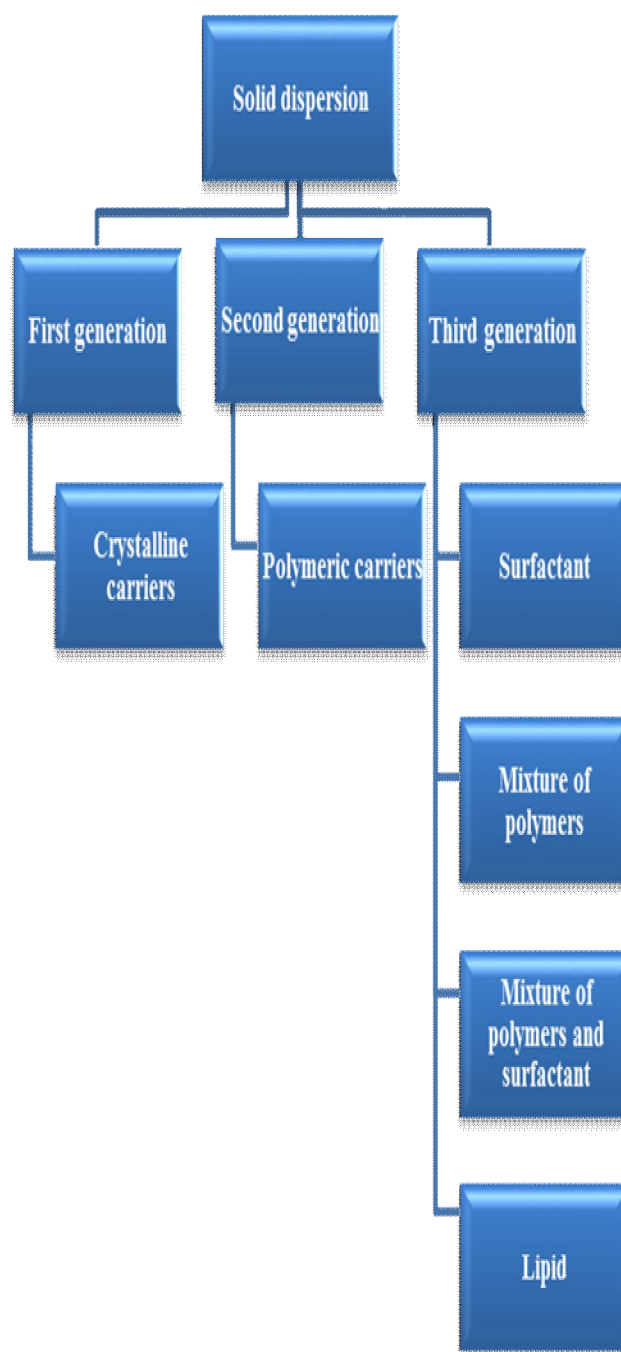 Solid dispersion
First generation
Second generation
Third generation
Crystalline
carriers
Polymeric carriers
Surfactant
Mixture of
polymers
Mixture of
polymers and
surfactant
Lipid